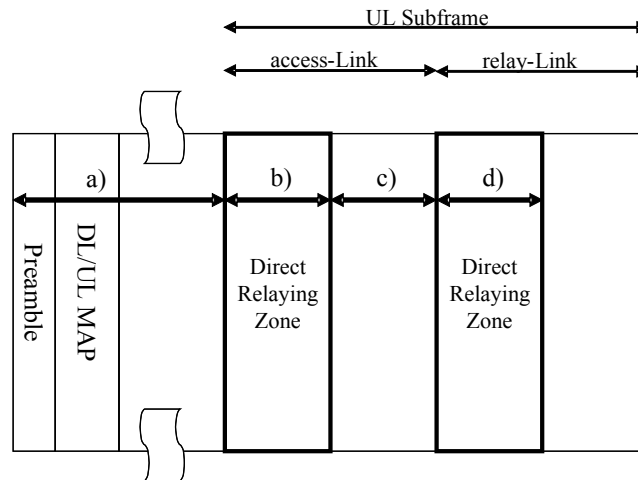 UL Subframe
access-Link
relay-Link
a)
b)
c)
d)
Preamble
DL/UL MAP
Direct
Relaying
Zone
Direct
Relaying
Zone